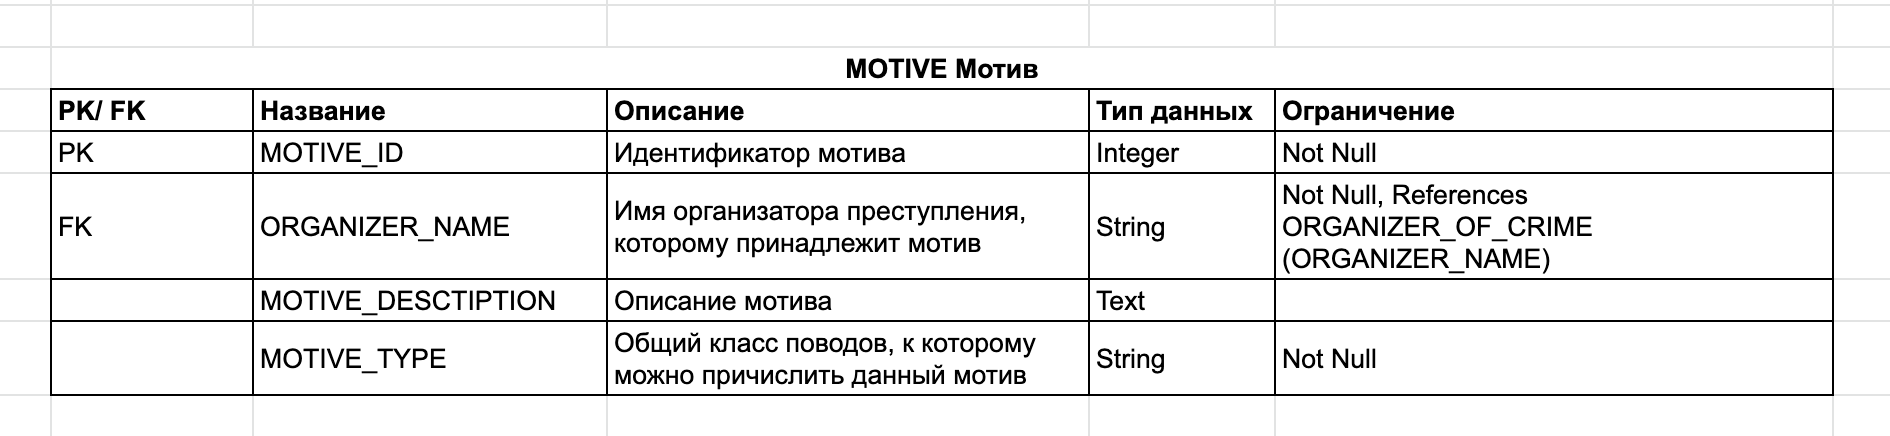 MOTIVE Мотив
PK/ FK Название Описание Тип данных Ограничение
PK MOTIVE_ID Идентификатор мотива Integer Not Null
FK ORGANIZER_NAME Имя организатора преступления, которому принадлежит мотив String Not Null, References ORGANIZER_OF_CRIME (ORGANIZER_NAME)
MOTIVE_DESCTIPTION Описание мотива Text
MOTIVE_TYPE Общий класс поводов, к которому можно причислить данный мотив String Not Null